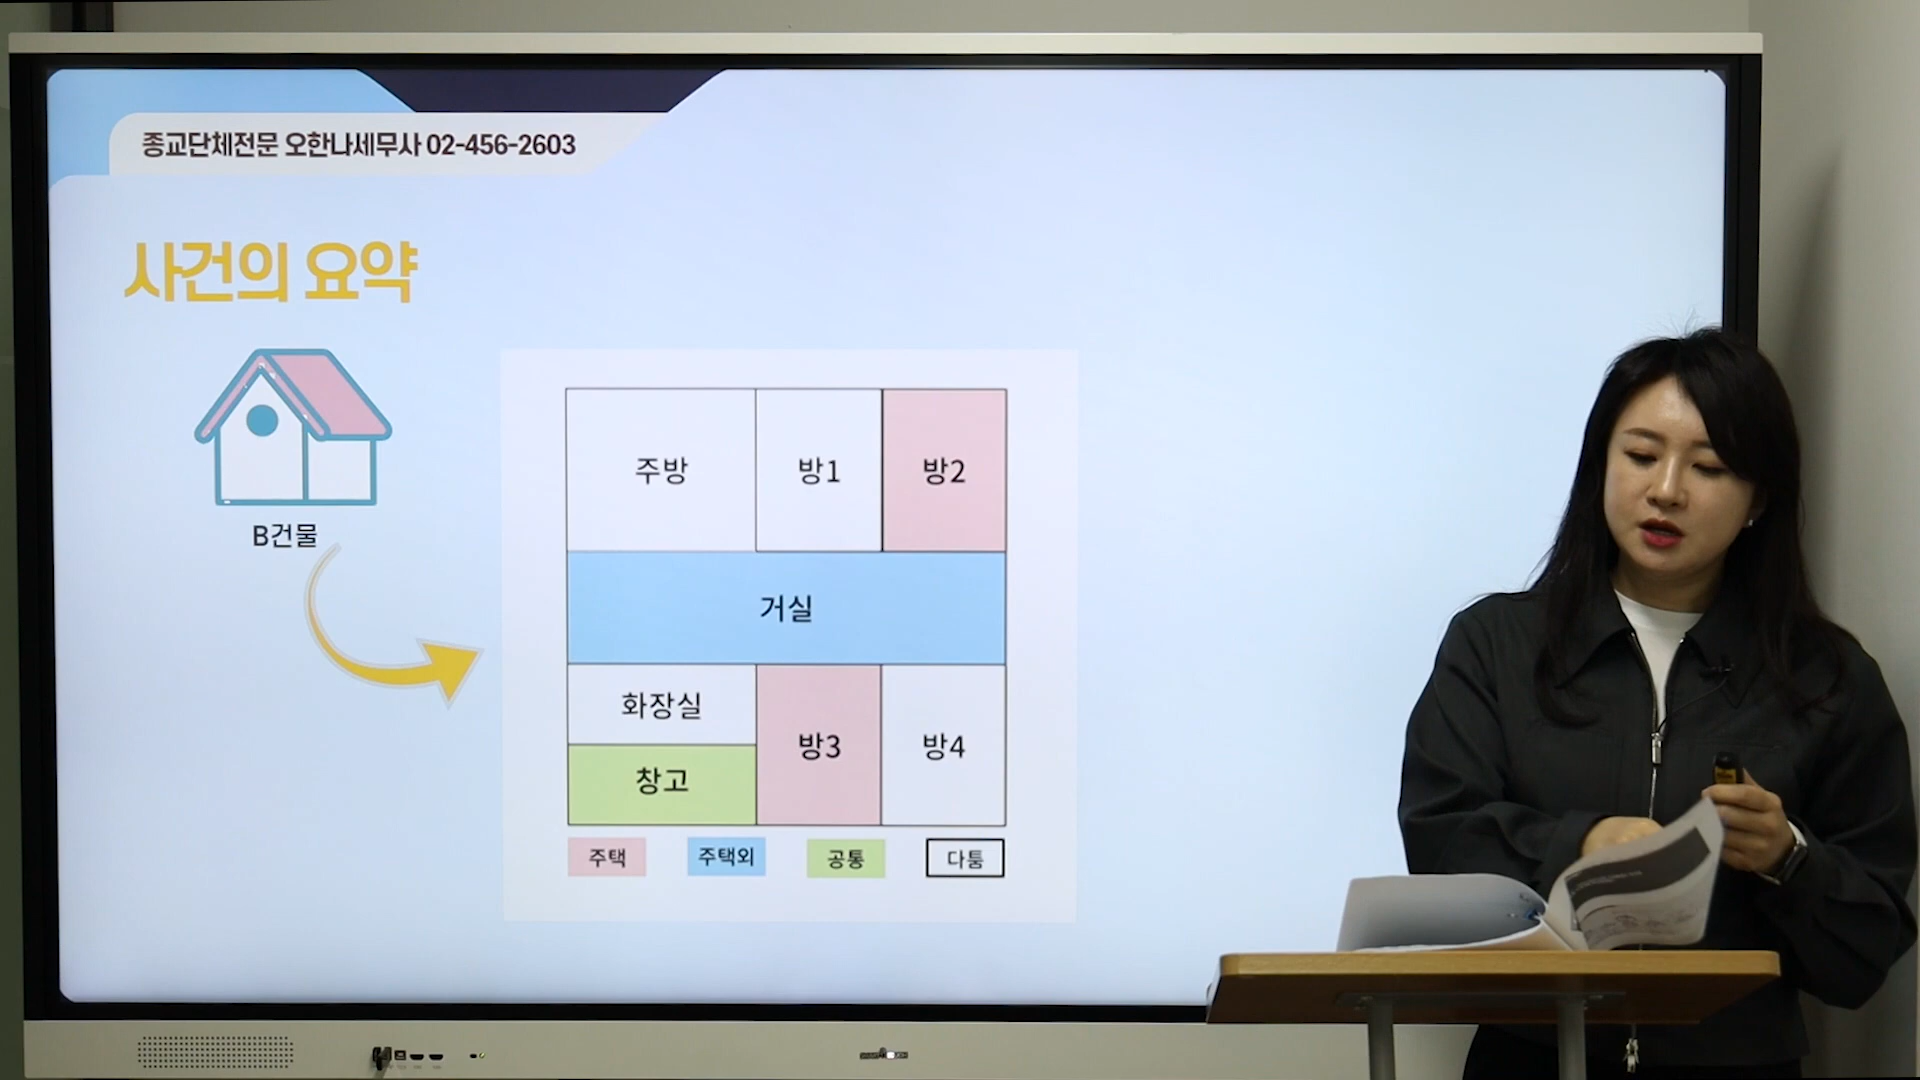 종교단체전문 오한나세무사 02-456-2603
사건의 요약
B건물
주방 방1 방2
거실
화장실
방3 방4
창고
주택 주택외 공통 다툼